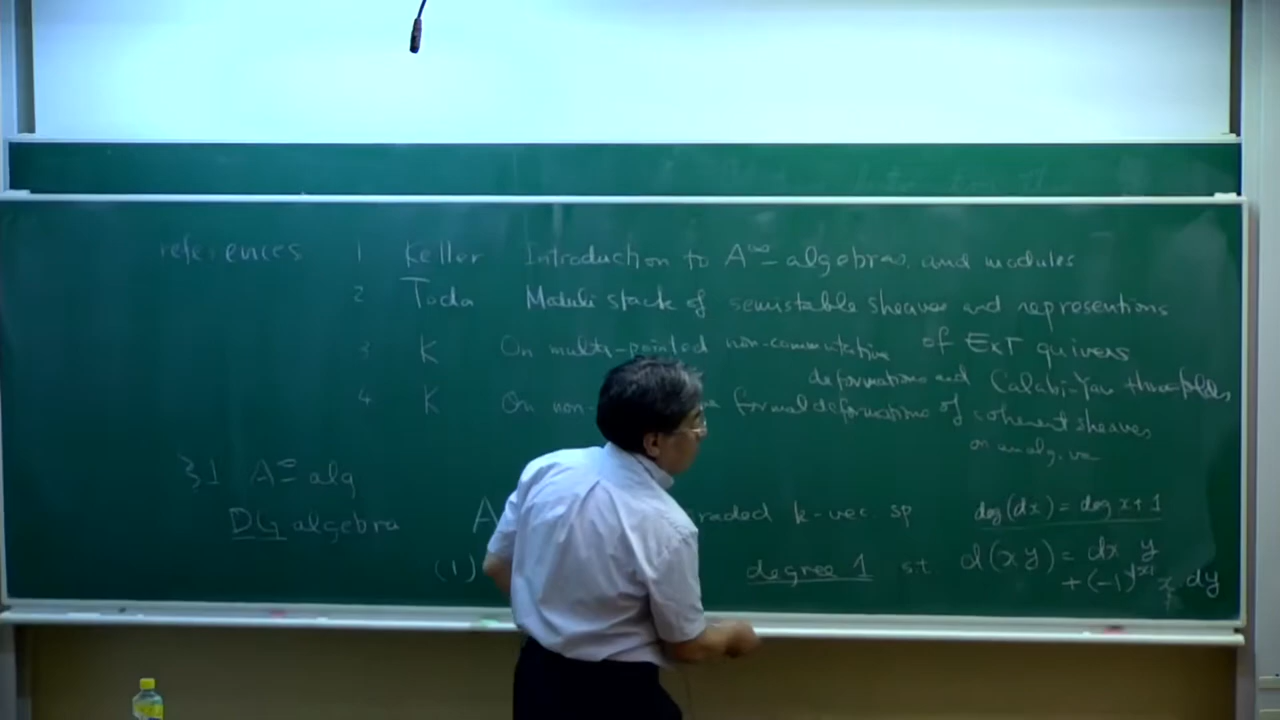 references 1 Keller Introduction to A∞-algebras and modules
2 Toda Moduli stack of semistable sheaves and representions
of EXT quivers
3 K On multi-pointed non-commutative
deformations and Calabi-Yau threefolds
4 K On non- formal deformations of coherent sheaves
on an alg. va
§1 A∞ alg
DG algebra A graded k-vec sp deg(dx) = deg x+1
(1) degree 1 s.t. d(xy) = dx y
+(-1)^{|x|} x dy